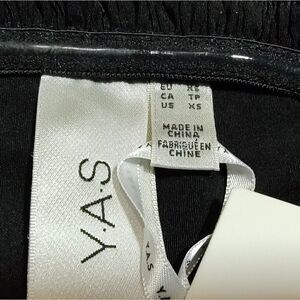 EU XS
CA TP
US XS
MADE IN
CHINA
FABRIQUÉ EN
CHINE
Y.A.S
Y.A.S